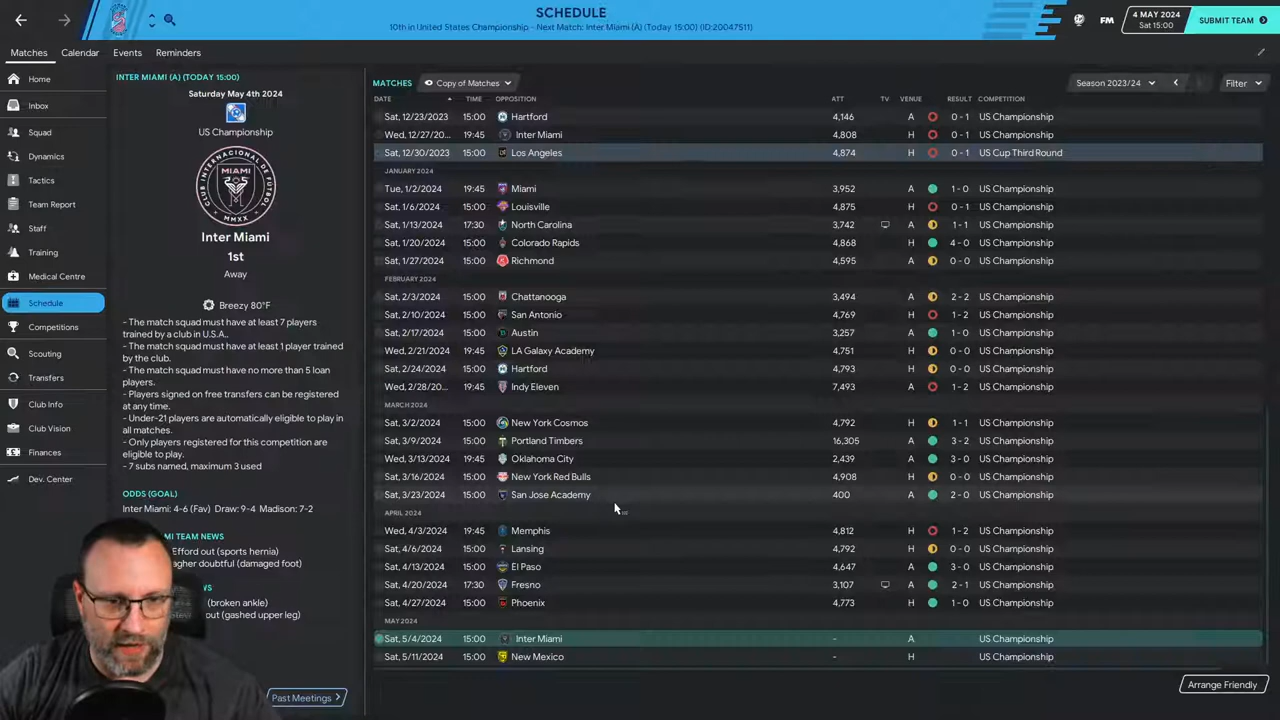 SCHEDULE
10th in United States Championship - Next Match: Inter Miami (A) (Today 15:00) (ID:20047511)
FM
4 MAY 2024
Sat 15:00
SUBMIT TEAM
Matches Calendar Events Reminders
Home
Inbox
Squad
Dynamics
Tactics
Team Report
Staff
Training
Medical Centre
Schedule
Competitions
Scouting
Transfers
Club Info
Club Vision
Finances
Dev. Center
INTER MIAMI (A) (TODAY 15:00)
Saturday May 4th 2024
US Championship
MIAMI
Inter Miami
1st
Away
Breezy 80°F
- The match squad must have at least 7 players
trained by a club in U.S.A..
- The match squad must have at least 1 player trained
by the club.
- The match squad must have no more than 5 loan
players.
- Players signed on free transfers can be registered
at any time.
- Under-21 players are automatically eligible to play in
all matches.
- Only players registered for this competition are
eligible to play.
- 7 subs named, maximum 3 used
ODDS (GOAL)
Inter Miami: 4-6 (Fav) Draw: 9-4 Madison: 7-2
MI TEAM NEWS
Efford out (sports hernia)
agher doubtful (damaged foot)
WS
(broken ankle)
out (gashed upper leg)
Past Meetings
MATCHES Copy of Matches Season 2023/24 Filter
DATE TIME OPPOSITION ATT TV VENUE RESULT COMPETITION
Sat, 12/23/2023 15:00 Hartford 4,146 A 0 - 1 US Championship
Wed, 12/27/20... 19:45 Inter Miami 4,808 H 0 - 1 US Championship
Sat, 12/30/2023 15:00 Los Angeles 4,874 H 0 - 1 US Cup Third Round
JANUARY 2024
Tue, 1/2/2024 19:45 Miami 3,952 A 1 - 0 US Championship
Sat, 1/6/2024 15:00 Louisville 4,875 H 0 - 1 US Championship
Sat, 1/13/2024 17:30 North Carolina 3,742 A 1 - 1 US Championship
Sat, 1/20/2024 15:00 Colorado Rapids 4,868 H 4 - 0 US Championship
Sat, 1/27/2024 15:00 Richmond 4,595 A 0 - 0 US Championship
FEBRUARY 2024
Sat, 2/3/2024 15:00 Chattanooga 3,494 A 2 - 2 US Championship
Sat, 2/10/2024 15:00 San Antonio 4,769 H 1 - 2 US Championship
Sat, 2/17/2024 15:00 Austin 3,257 A 1 - 0 US Championship
Wed, 2/21/2024 19:45 LA Galaxy Academy 4,751 H 0 - 0 US Championship
Sat, 2/24/2024 15:00 Hartford 4,793 H 0 - 0 US Championship
Wed, 2/28/20... 19:45 Indy Eleven 7,493 A 1 - 2 US Championship
MARCH 2024
Sat, 3/2/2024 15:00 New York Cosmos 4,792 H 1 - 1 US Championship
Sat, 3/9/2024 15:00 Portland Timbers 16,305 A 3 - 2 US Championship
Wed, 3/13/2024 19:45 Oklahoma City 2,439 A 3 - 0 US Championship
Sat, 3/16/2024 15:00 New York Red Bulls 4,908 H 0 - 0 US Championship
Sat, 3/23/2024 15:00 San Jose Academy 400 A 2 - 0 US Championship
APRIL 2024
Wed, 4/3/2024 19:45 Memphis 4,812 H 1 - 2 US Championship
Sat, 4/6/2024 15:00 Lansing 4,792 H 0 - 0 US Championship
Sat, 4/13/2024 15:00 El Paso 4,647 A 3 - 0 US Championship
Sat, 4/20/2024 17:30 Fresno 3,107 A 2 - 1 US Championship
Sat, 4/27/2024 15:00 Phoenix 4,773 H 1 - 0 US Championship
MAY 2024
Sat, 5/4/2024 15:00 Inter Miami - A US Championship
Sat, 5/11/2024 15:00 New Mexico - H US Championship
Arrange Friendly